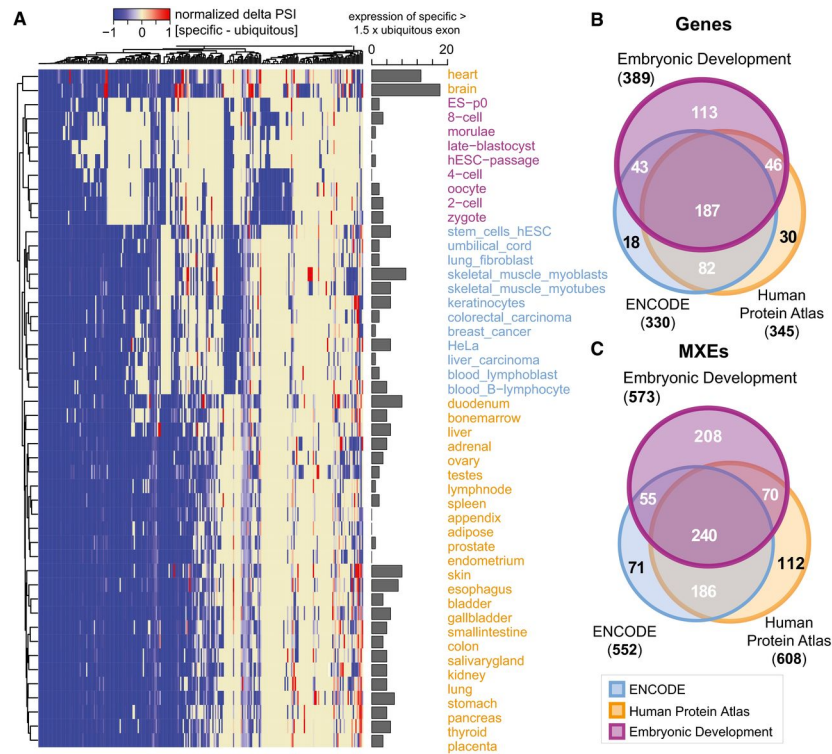 A
normalized delta PSI
[specific - ubiquitous]
−1 0 1
expression of specific >
1.5 x ubiquitous exon
0 20
heart
brain
ES−p0
8−cell
morulae
late−blastocyst
hESC−passage
4−cell
oocyte
2−cell
zygote
stem_cells_hESC
umbilical_cord
lung_fibroblast
skeletal_muscle_myoblasts
skeletal_muscle_myotubes
keratinocytes
colorectal_carcinoma
breast_cancer
HeLa
liver_carcinoma
blood_lymphoblast
blood_B−lymphocyte
duodenum
bonemarrow
liver
adrenal
ovary
testes
lymphnode
spleen
appendix
adipose
prostate
endometrium
skin
esophagus
bladder
gallbladder
smallintestine
colon
salivarygland
kidney
lung
stomach
pancreas
thyroid
placenta
B
Genes
Embryonic Development
(389)
113
43
46
187
18
30
82
ENCODE
(330)
Human
Protein Atlas
(345)
C
MXEs
Embryonic Development
(573)
208
55
70
240
71
112
186
ENCODE
(552)
Human
Protein Atlas
(608)
ENCODE
Human Protein Atlas
Embryonic Development